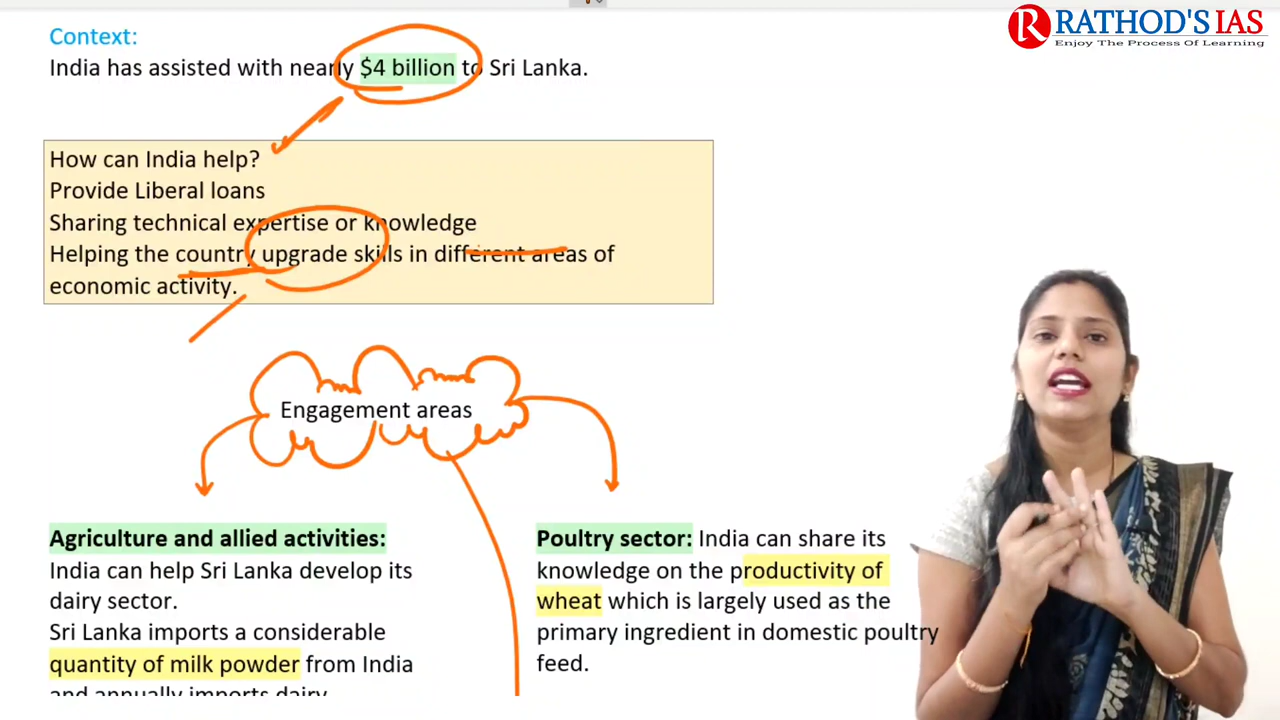 RATHOD'S IAS
Enjoy The Process Of Learning
Context:
India has assisted with nearly $4 billion to Sri Lanka.
How can India help?
Provide Liberal loans
Sharing technical expertise or knowledge
Helping the country upgrade skills in different areas of
economic activity.
Engagement areas
Agriculture and allied activities:
India can help Sri Lanka develop its
dairy sector.
Sri Lanka imports a considerable
quantity of milk powder from India
and annually imports dairy
Poultry sector: India can share its
knowledge on the productivity of
wheat which is largely used as the
primary ingredient in domestic poultry
feed.